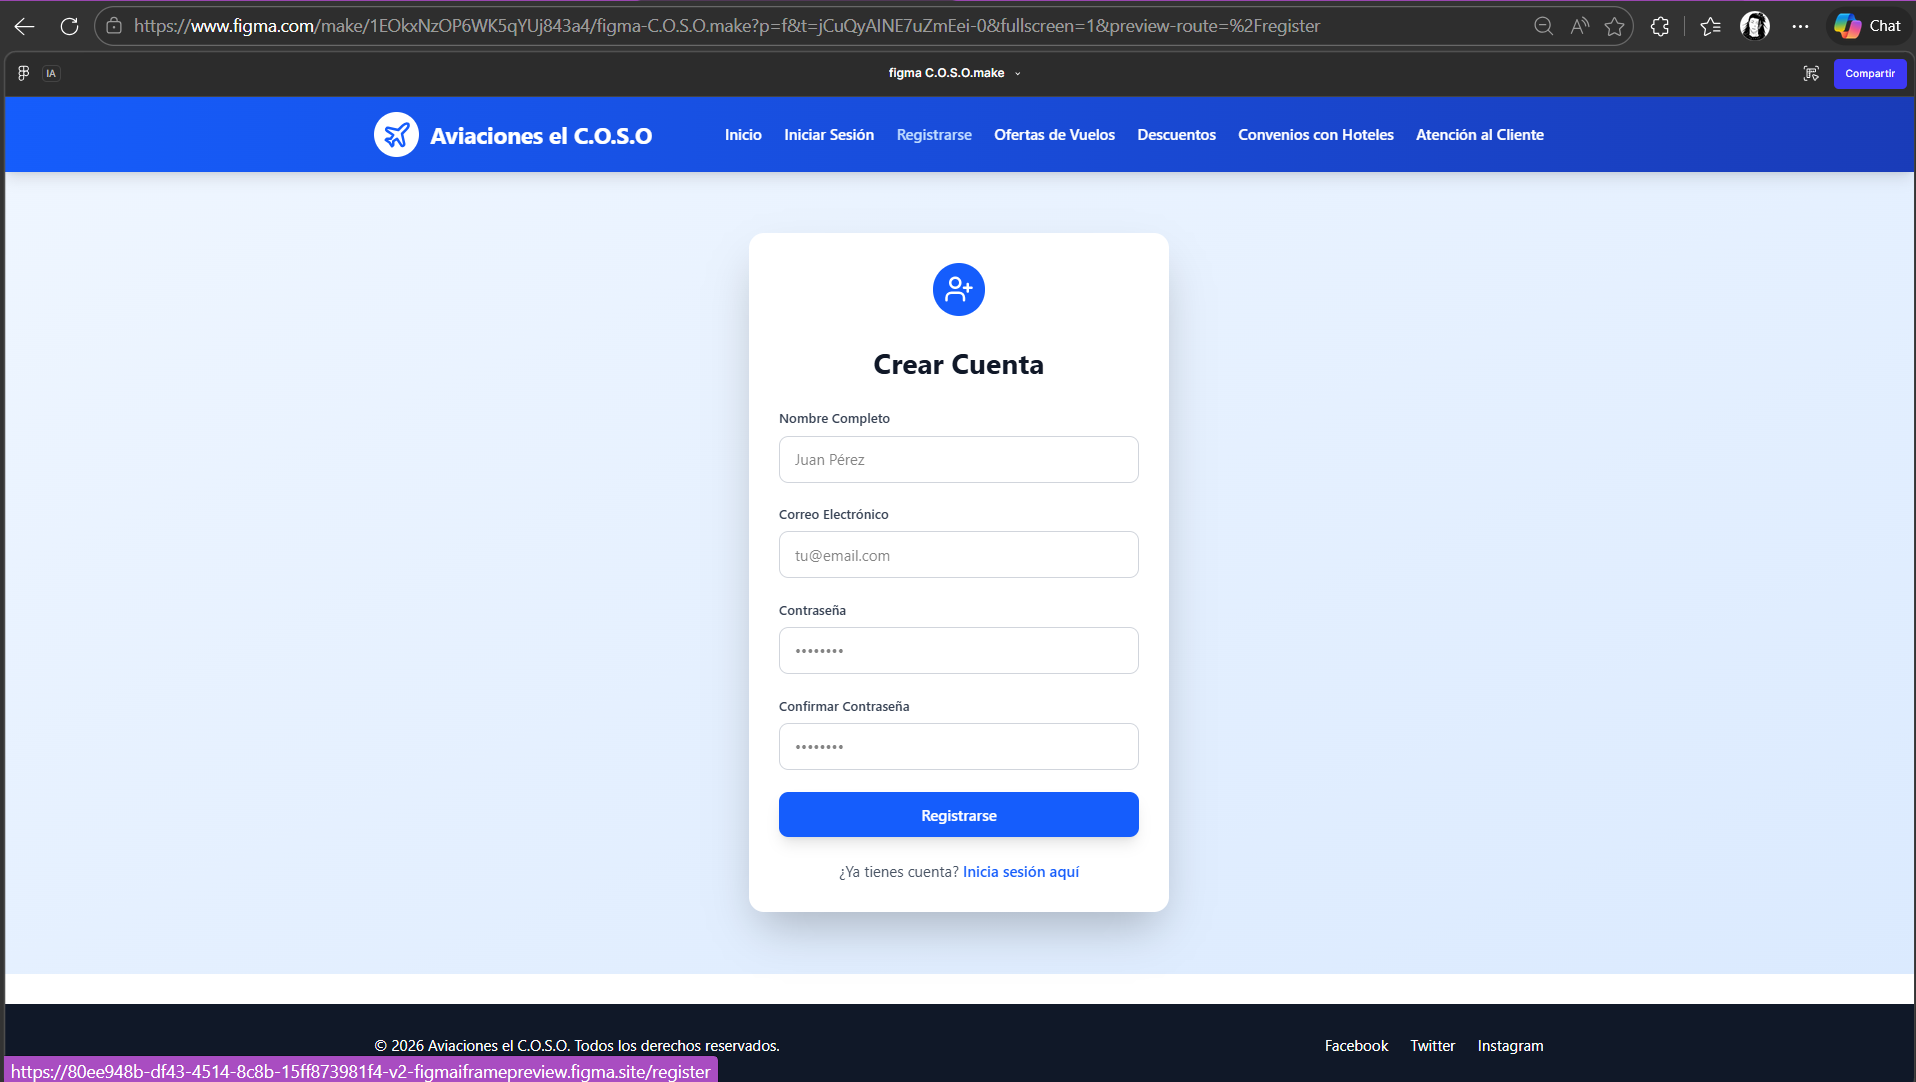 https://www.figma.com/make/1EOkxNzOP6WK5qYUj843a4/figma-C.O.S.O.make?p=f&t=jCuQyAINE7uZmEei-0&fullscreen=1&preview-route=%2Fregister
Chat
IA
figma C.O.S.O.make
Compartir
Aviaciones el C.O.S.O
Inicio
Iniciar Sesión
Registrarse
Ofertas de Vuelos
Descuentos
Convenios con Hoteles
Atención al Cliente
Crear Cuenta
Nombre Completo
Juan Pérez
Correo Electrónico
tu@email.com
Contraseña
••••••••
Confirmar Contraseña
••••••••
Registrarse
¿Ya tienes cuenta? Inicia sesión aquí
© 2026 Aviaciones el C.O.S.O. Todos los derechos reservados.
Facebook
Twitter
Instagram
https://80ee948b-df43-4514-8c8b-15ff873981f4-v2-figmaiframepreview.figma.site/register